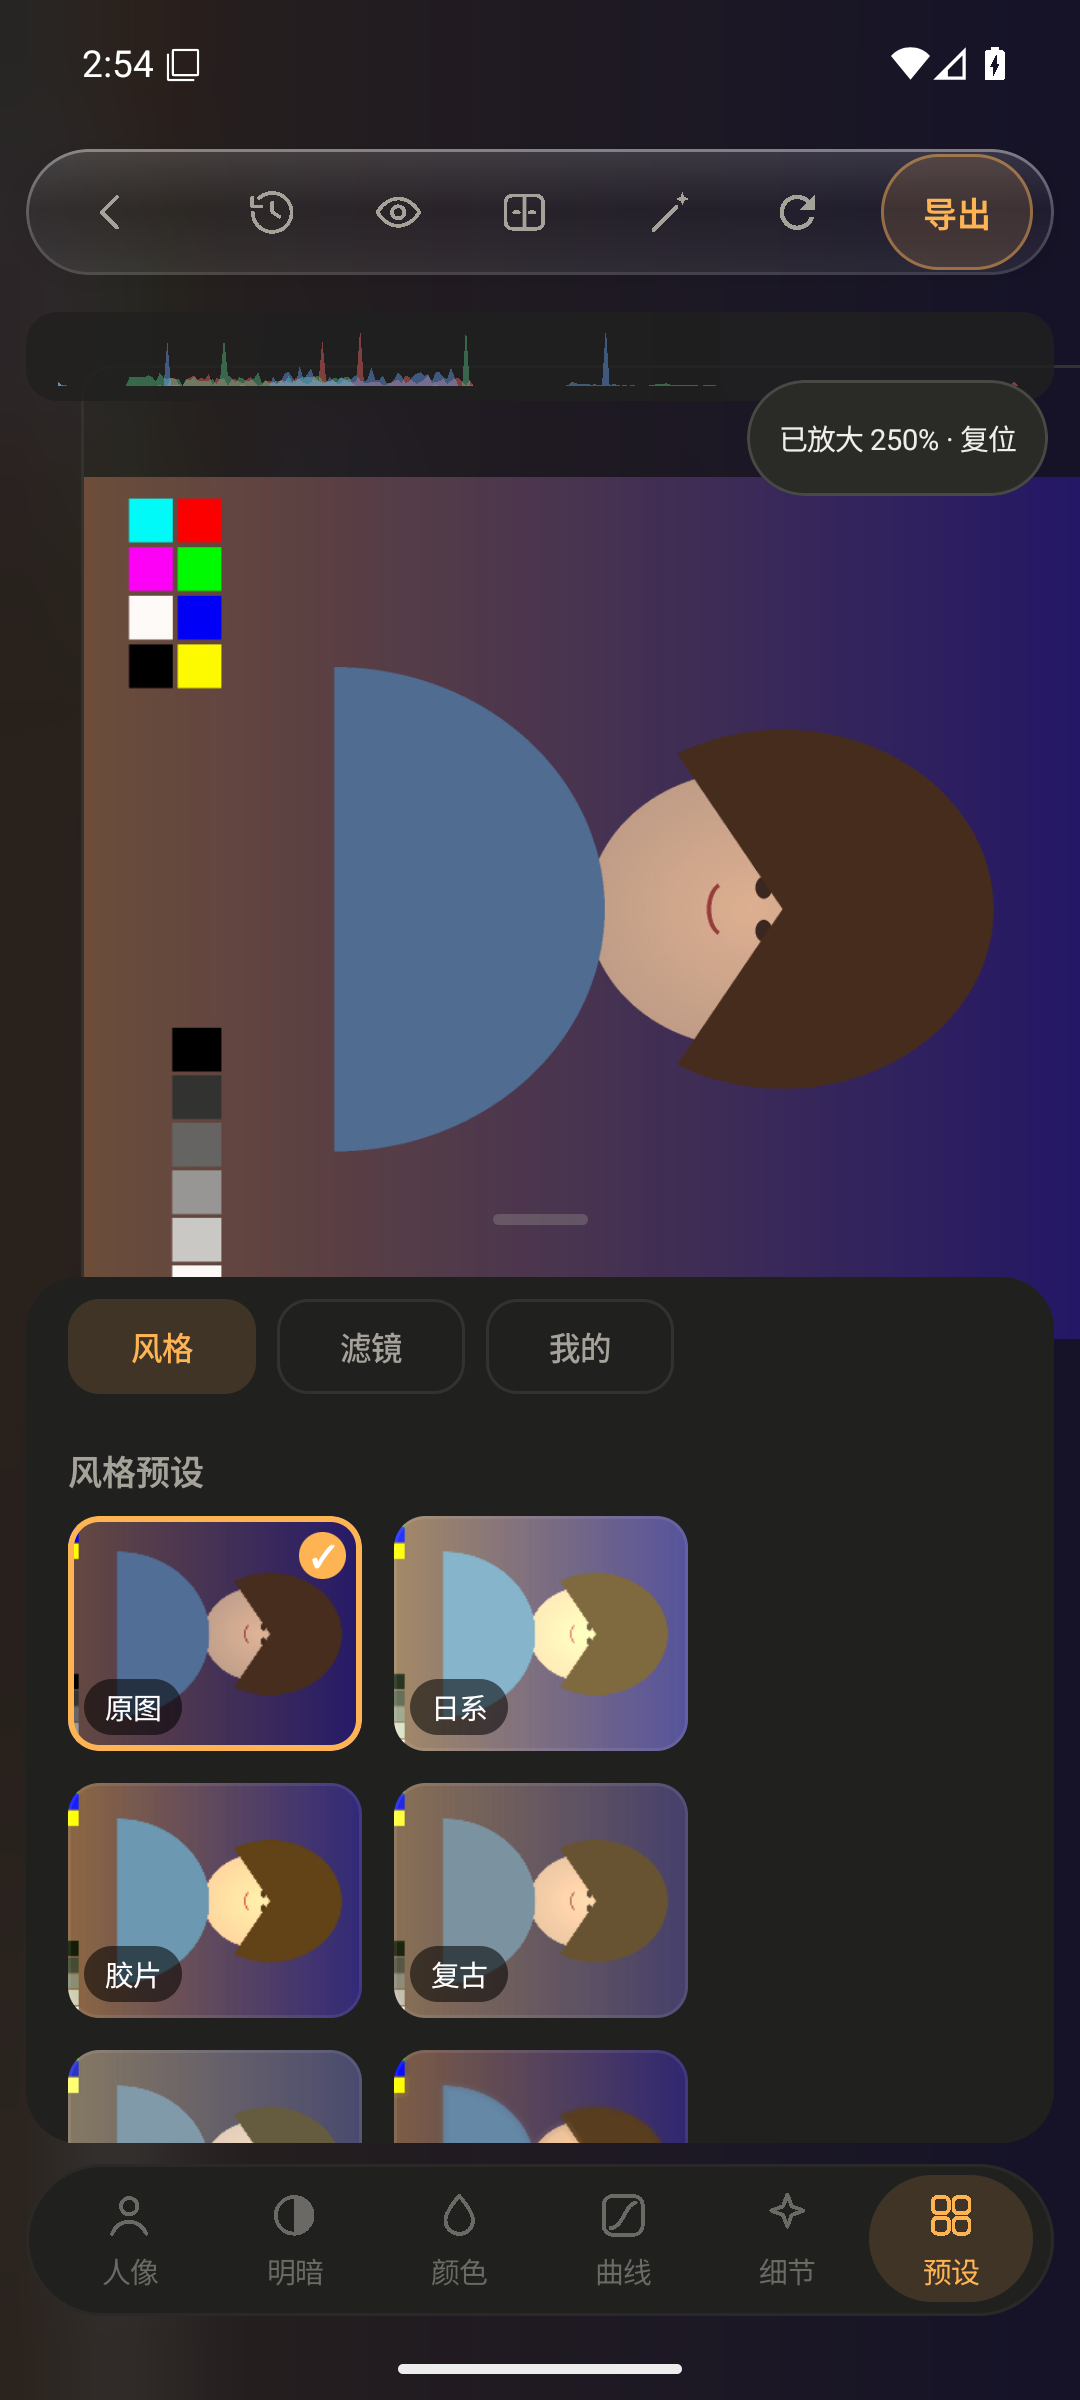 2:54
导出
已放大 250% · 复位
风格
滤镜
我的
风格预设
原图
日系
胶片
复古
人像
明暗
颜色
曲线
细节
预设